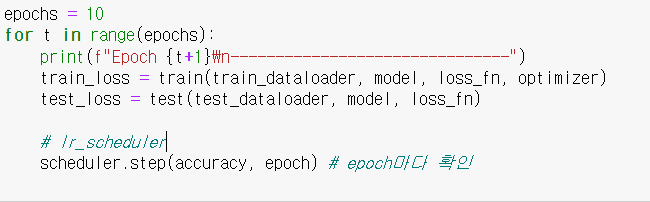 epochs = 10
for t in range(epochs):
    print(f"Epoch {t+1}₩n-------------------------------")
    train_loss = train(train_dataloader, model, loss_fn, optimizer)
    test_loss = test(test_dataloader, model, loss_fn)
    # lr_scheduler
    scheduler.step(accuracy, epoch) # epoch마다 확인